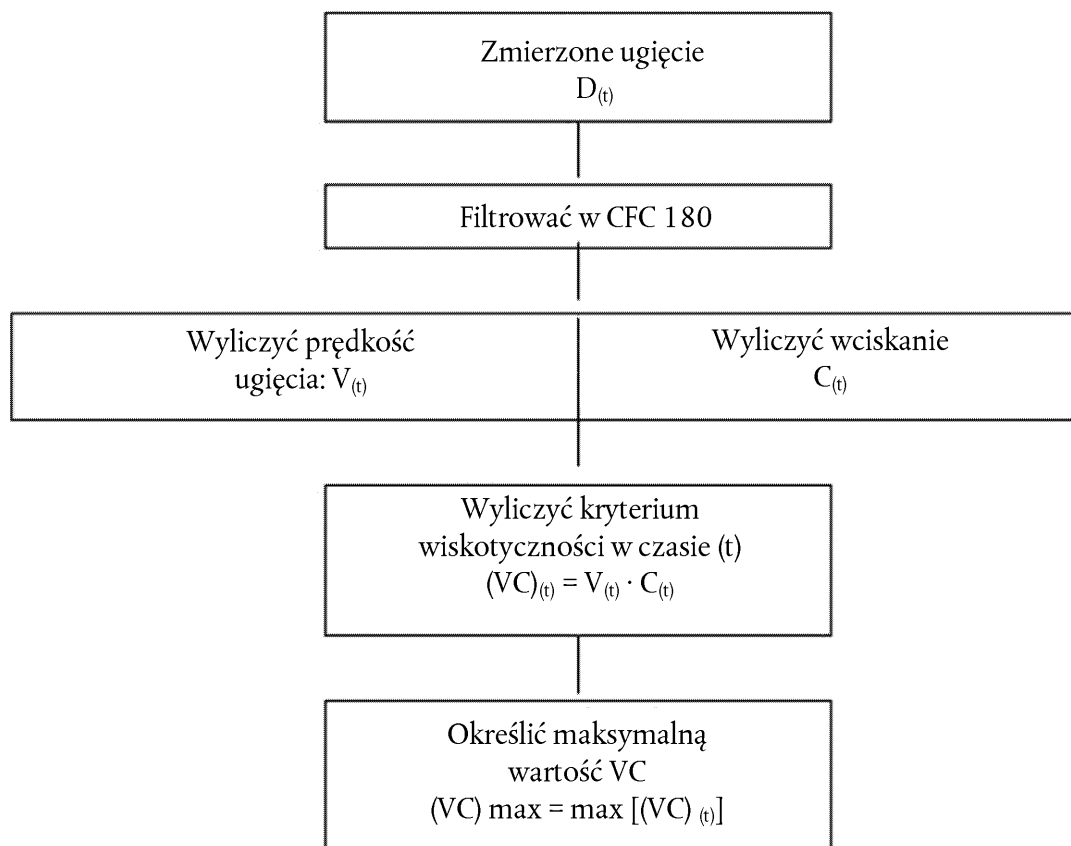 Zmierzone ugięcie
D(t)
Filtrować w CFC 180
Wyliczyć prędkość
ugięcia: V(t)
Wyliczyć wciskanie
C(t)
Wyliczyć kryterium
wiskotyczności w czasie (t)
(VC)(t) = V(t) · C(t)
Określić maksymalną
wartość VC
(VC) max = max [(VC) (t)]